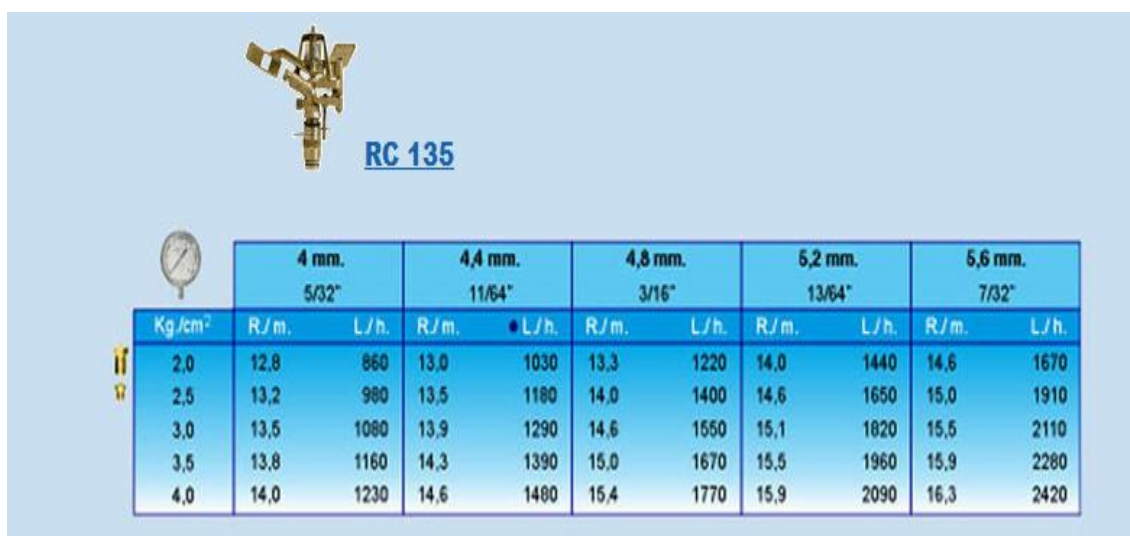 RC 135
4 mm. 4,4 mm. 4,8 mm. 5,2 mm. 5,6 mm.
5/32" 11/64" 3/16" 13/64" 7/32"
Kg./cm² R./m. L./h. R./m. •L./h. R./m. L./h. R./m. L./h. R./m. L./h.
2,0 12,8 860 13,0 1030 13,3 1220 14,0 1440 14,6 1670
2,5 13,2 980 13,5 1180 14,0 1400 14,6 1650 15,0 1910
3,0 13,5 1080 13,9 1290 14,6 1550 15,1 1820 15,5 2110
3,5 13,8 1160 14,3 1390 15,0 1670 15,5 1960 15,9 2280
4,0 14,0 1230 14,6 1480 15,4 1770 15,9 2090 16,3 2420